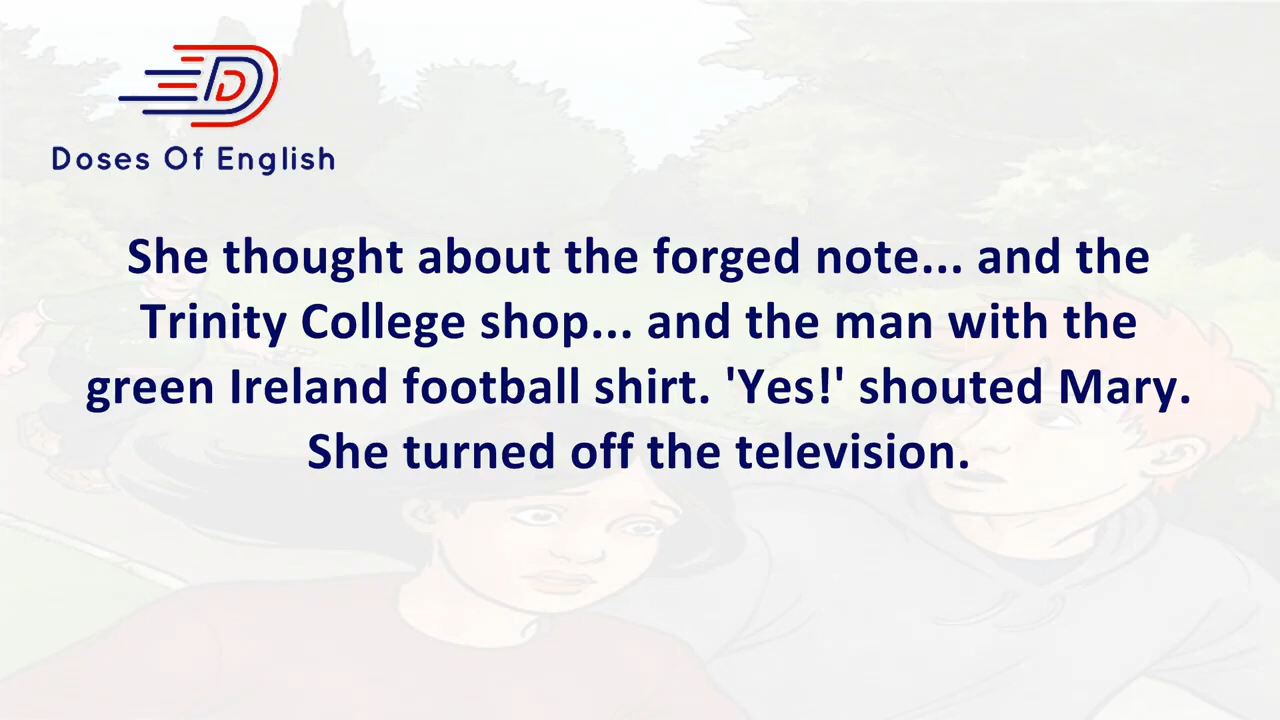 Doses Of English
She thought about the forged note... and the
Trinity College shop... and the man with the
green Ireland football shirt. 'Yes!' shouted Mary.
She turned off the television.